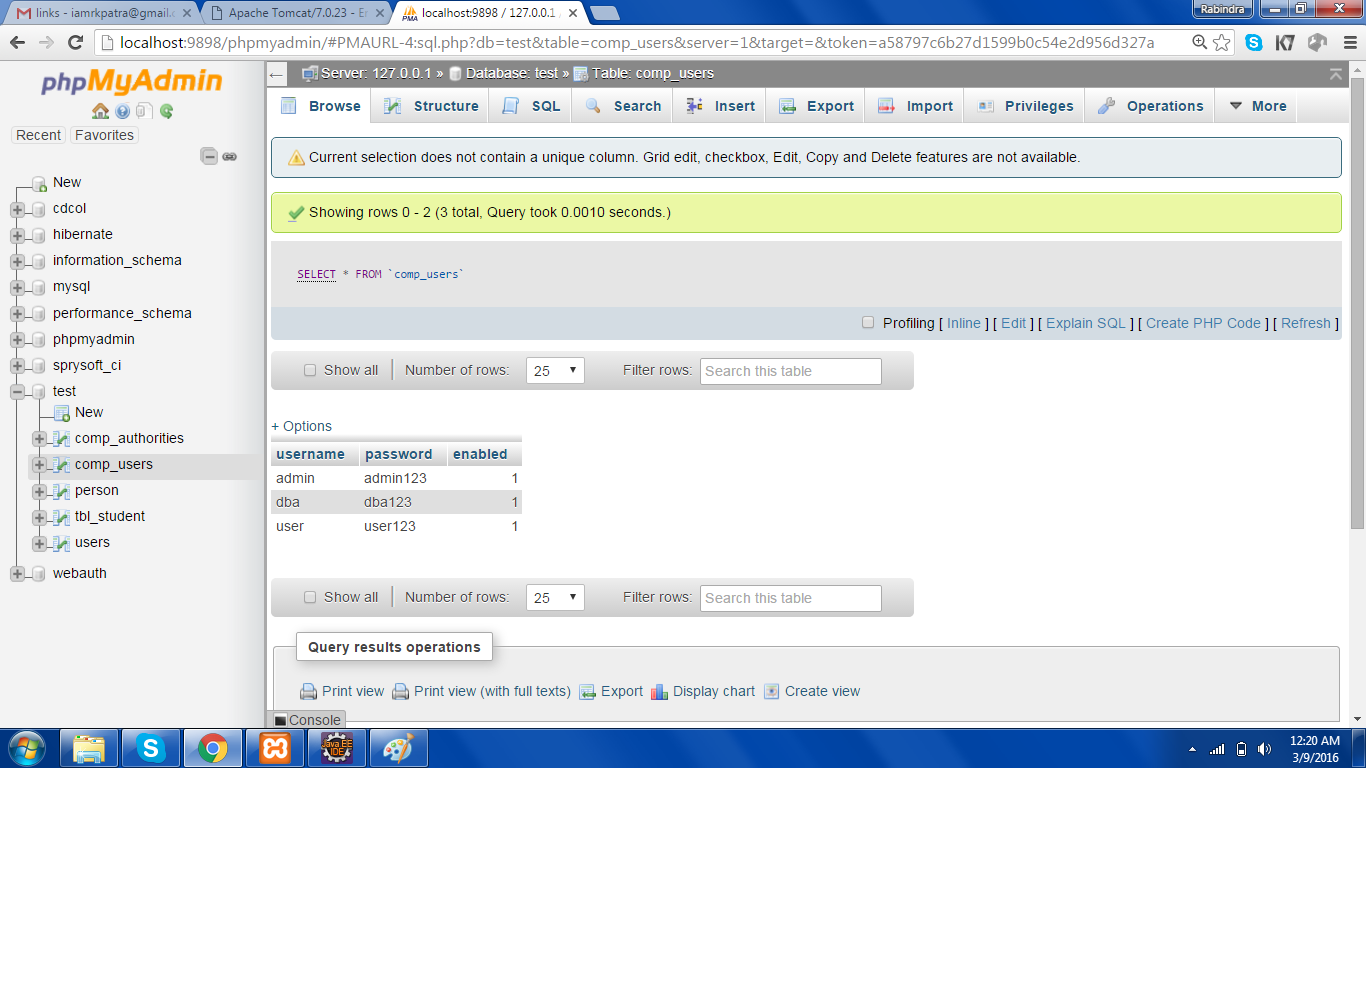 links - iamrkpatra@gmail.c
Apache Tomcat/7.0.23 - Er
localhost:9898 / 127.0.0.1
Rabindra
localhost:9898/phpmyadmin/#PMAURL-4:sql.php?db=test&table=comp_users&server=1&target=&token=a58797c6b27d1599b0c54e2d956d327a
phpMyAdmin
Recent Favorites
New
cdcol
hibernate
information_schema
mysql
performance_schema
phpmyadmin
sprysoft_ci
test
New
comp_authorities
comp_users
person
tbl_student
users
webauth
Server: 127.0.0.1 » Database: test » Table: comp_users
Browse Structure SQL Search Insert Export Import Privileges Operations More
Current selection does not contain a unique column. Grid edit, checkbox, Edit, Copy and Delete features are not available.
Showing rows 0 - 2 (3 total, Query took 0.0010 seconds.)
SELECT * FROM `comp_users`
Profiling [ Inline ] [ Edit ] [ Explain SQL ] [ Create PHP Code ] [ Refresh ]
Show all Number of rows: 25 Filter rows: Search this table
+ Options
username password enabled
admin admin123 1
dba dba123 1
user user123 1
Show all Number of rows: 25 Filter rows: Search this table
Query results operations
Print view Print view (with full texts) Export Display chart Create view
Console
Java EE
IDE
12:20 AM
3/9/2016